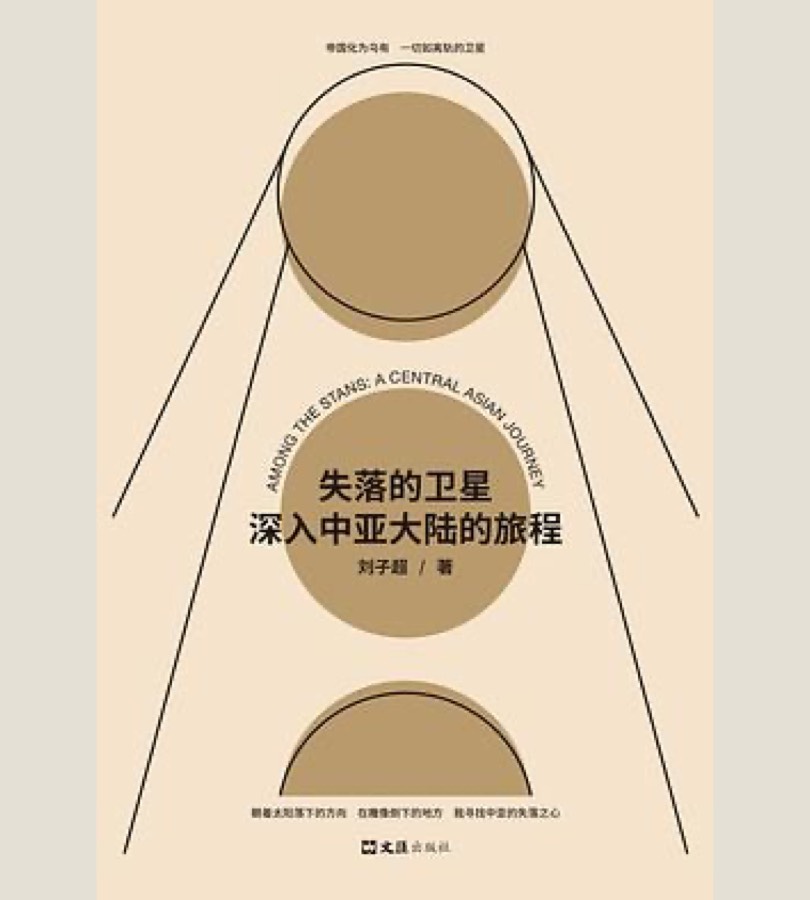 帝国化为乌有 一切如离轨的卫星
AMONG THE STANS: A CENTRAL ASIAN JOURNEY
失落的卫星
深入中亚大陆的旅程
刘子超 / 著
朝着太阳落下的方向 在雕像倒下的地方 我寻找中亚的失落之心
文匯出版社